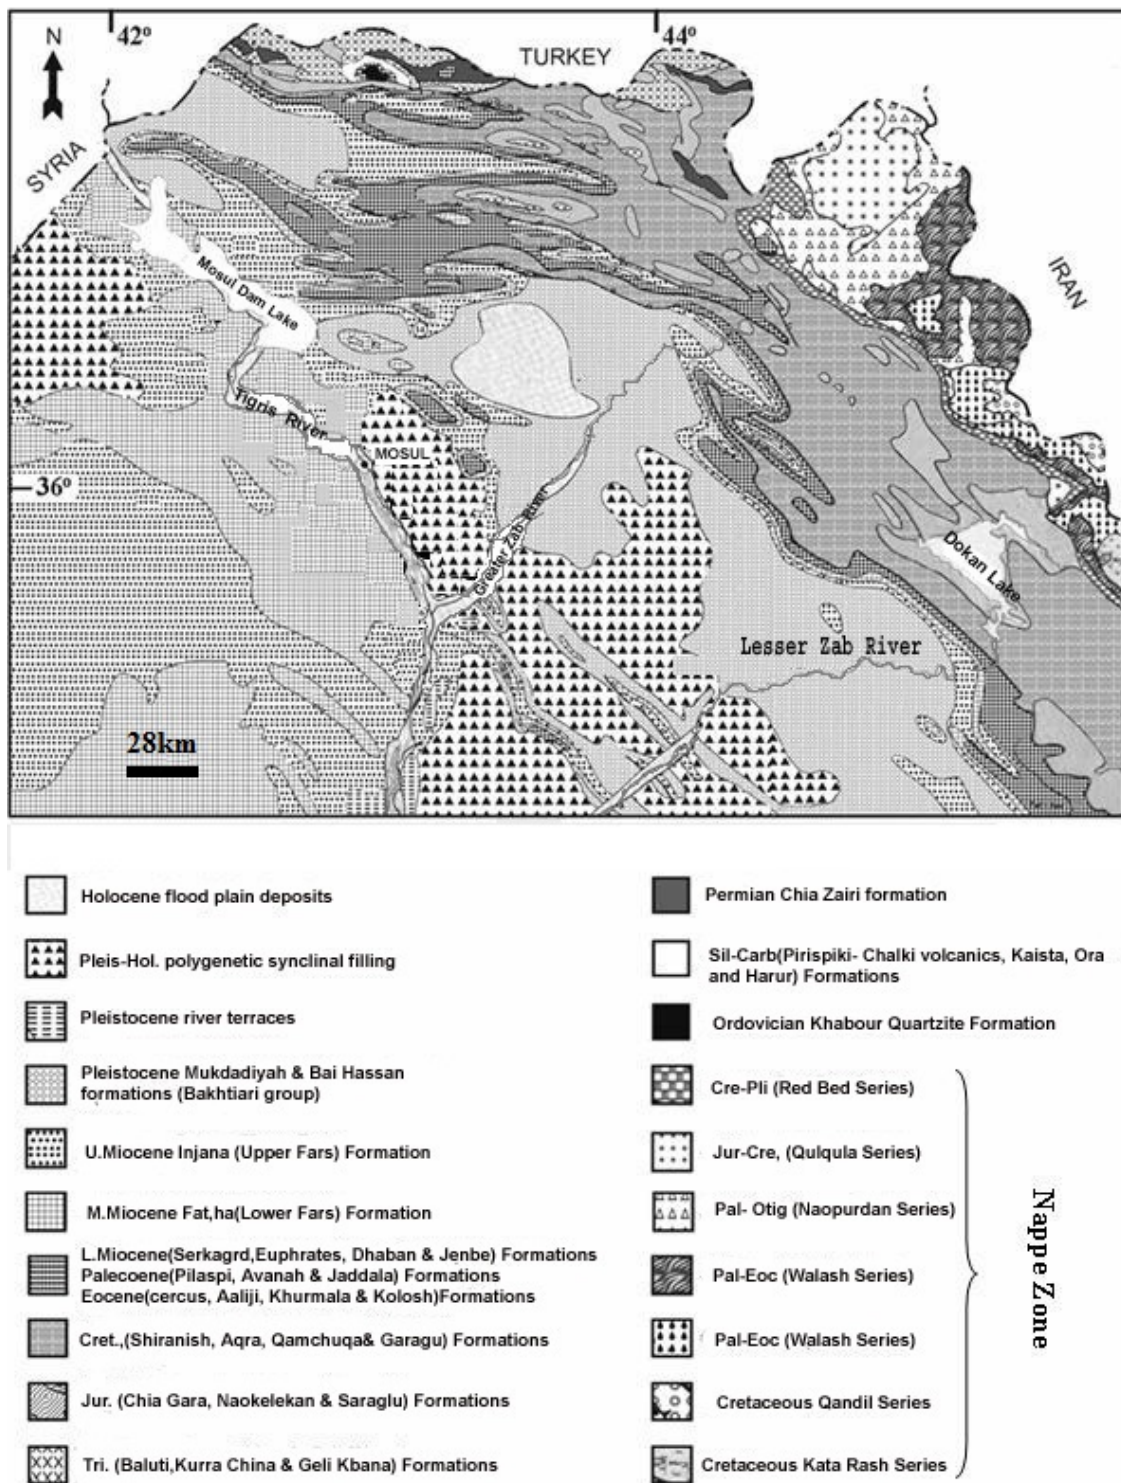 42º
44º
N
TURKEY
SYRIA
IRAN
Mosul Dam Lake
Tigris River
MOSUL
36º
Greater Zab River
Dokan Lake
Lesser Zab River
28km
Holocene flood plain deposits
Pleis-Hol. polygenetic synclinal filling
Pleistocene river terraces
Pleistocene Mukdadiyah & Bai Hassan
formations (Bakhtiari group)
U.Miocene Injana (Upper Fars) Formation
M.Miocene Fat,ha(Lower Fars) Formation
L.Miocene(Serkagrd,Euphrates, Dhaban & Jenbe) Formations
Palecoene(Pilaspi, Avanah & Jaddala) Formations
Eocene(cercus, Aaliji, Khurmala & Kolosh)Formations
Cret.,(Shiranish, Aqra, Qamchuqa& Garagu) Formations
Jur. (Chia Gara, Naokelekan & Saraglu) Formations
Tri. (Baluti,Kurra China & Geli Kbana) Formations
Permian Chia Zairi formation
Sil-Carb(Pirispiki- Chalki volcanics, Kaista, Ora
and Harur) Formations
Ordovician Khabour Quartzite Formation
Cre-Pli (Red Bed Series)
Jur-Cre, (Qulqula Series)
Pal- Otig (Naopurdan Series)
Pal-Eoc (Walash Series)
Pal-Eoc (Walash Series)
Cretaceous Qandil Series
Cretaceous Kata Rash Series
Nappe Zone